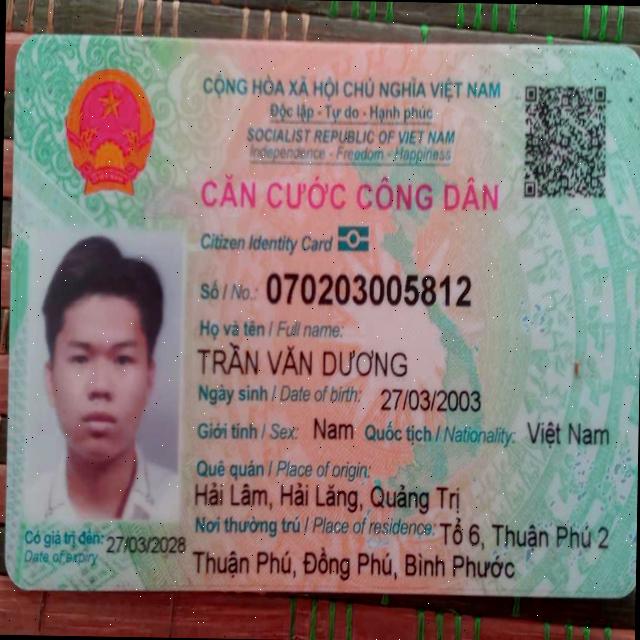 CỘNG HÒA XÃ HỘI CHỦ NGHĨA VIỆT NAM
Độc lập - Tự do - Hạnh phúc
SOCIALIST REPUBLIC OF VIET NAM
Independence - Freedom - Happiness
CĂN CƯỚC CÔNG DÂN
Citizen Identity Card
Số / No.: 070203005812
Họ và tên / Full name:
TRẦN VĂN DƯƠNG
Ngày sinh / Date of birth: 27/03/2003
Giới tính / Sex: Nam Quốc tịch / Nationality: Việt Nam
Quê quán / Place of origin:
Hải Lâm, Hải Lăng, Quảng Trị
Nơi thường trú / Place of residence: Tổ 6, Thuận Phú 2
Thuận Phú, Đồng Phú, Bình Phước
Có giá trị đến: 27/03/2028
Date of expiry